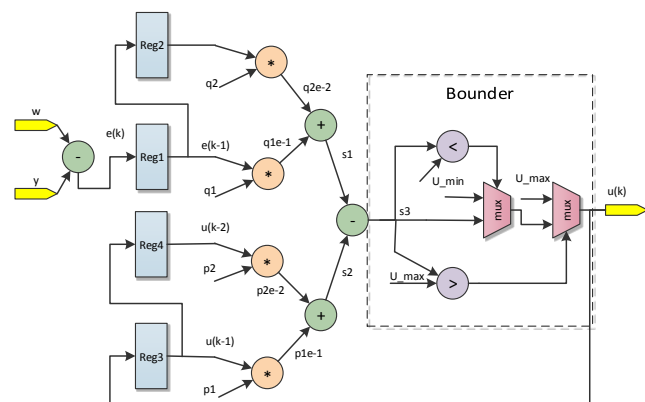 Reg2
*
q2
q2e-2
Bounder
w
e(k)
+
-
Reg1
e(k-1)
q1e-1
*
<
y
q1
s1
U_min
U_max
mux
mux
u(k)
-
s3
Reg4
u(k-2)
*
s2
p2
p2e-2
U_max
>
+
Reg3
u(k-1)
p1e-1
*
p1